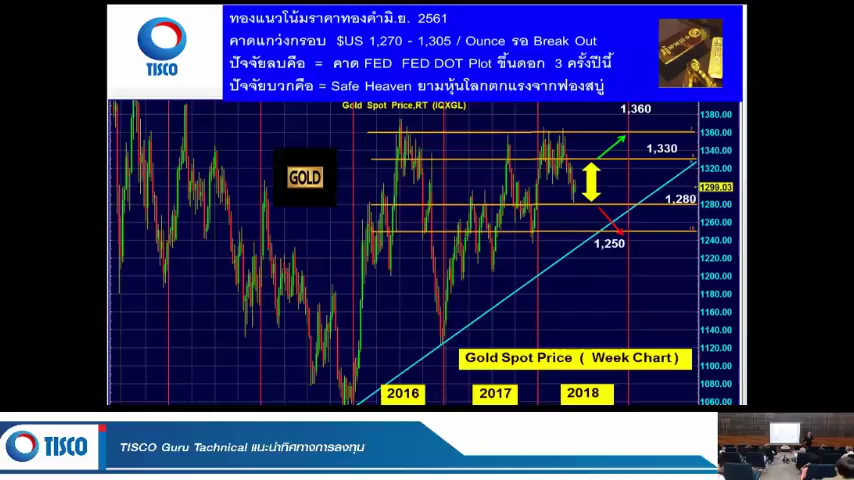 ทองแนวโน้มราคาทองคำมิ.ย. 2561
คาดแกว่งกรอบ $US 1,270 - 1,305 / Ounce รอ Break Out
ปัจจัยลบคือ = คาด FED FED DOT Plot ขึ้นดอก 3 ครั้งปีนี้
ปัจจัยบวกคือ = Safe Heaven ยามหุ้นโลกตกแรงจากฟองสบู่
TISCO
Gold Spot Price,RT (IQXGL)
1,360
1,330
1,280
1,250
GOLD
1380.00
1360.00
1340.00
1320.00
1299.03
1280.00
1260.00
1240.00
1220.00
1200.00
1180.00
1160.00
1140.00
1120.00
1100.00
1080.00
1060.00
Gold Spot Price ( Week Chart )
2016
2017
2018
TISCO
TISCO Guru Tachnical แนะนำทิศทางการลงทุน